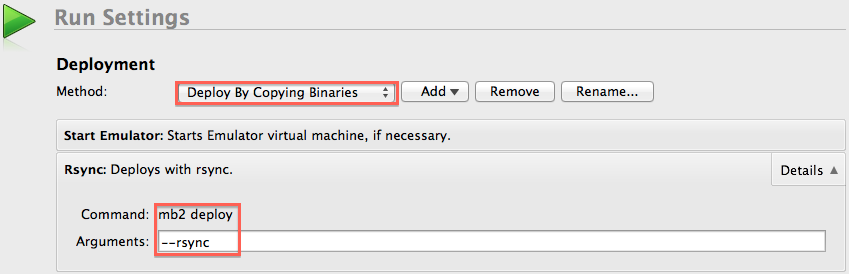 Run Settings
Deployment
Method: Deploy By Copying Binaries Add Remove Rename...
Start Emulator: Starts Emulator virtual machine, if necessary.
Rsync: Deploys with rsync. Details
Command: mb2 deploy
Arguments: --rsync